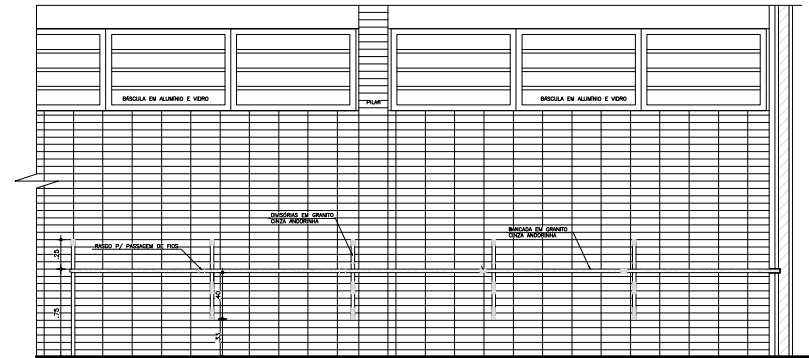 BÁSCULA EM ALUMÍNIO E VIDRO
PILAR
BÁSCULA EM ALUMÍNIO E VIDRO
DIVISÓRIAS EM GRANITO
CINZA ANDORINHA
BANCADA EM GRANITO
CINZA ANDORINHA
RASGO P/ PASSAGEM DE FIOS
.25
.40
.75